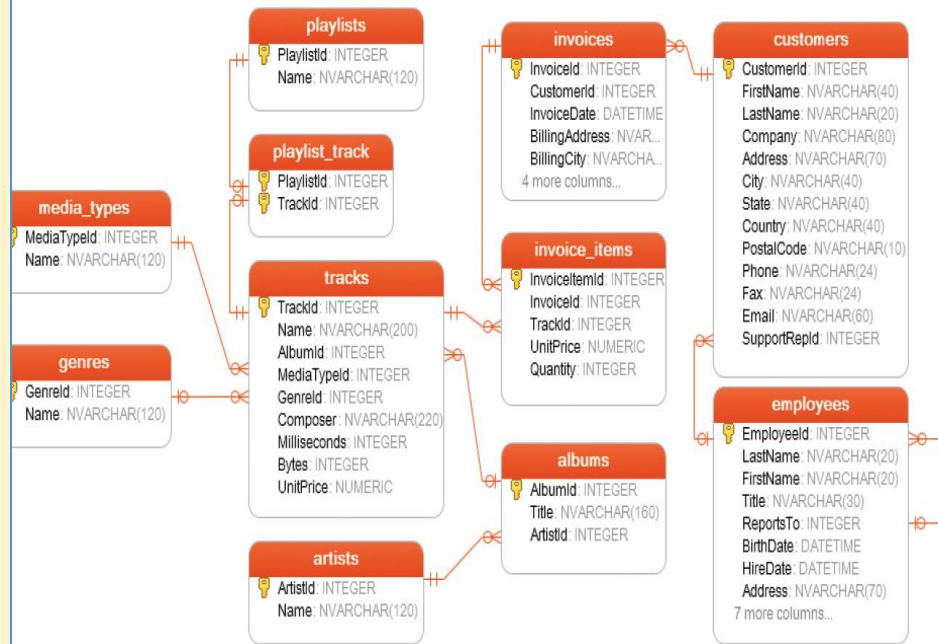 playlists
PlaylistId: INTEGER
Name: NVARCHAR(120)
playlist_track
PlaylistId: INTEGER
TrackId: INTEGER
media_types
MediaTypeId: INTEGER
Name: NVARCHAR(120)
genres
GenreId: INTEGER
Name: NVARCHAR(120)
tracks
TrackId: INTEGER
Name: NVARCHAR(200)
AlbumId: INTEGER
MediaTypeId: INTEGER
GenreId: INTEGER
Composer: NVARCHAR(220)
Milliseconds: INTEGER
Bytes: INTEGER
UnitPrice: NUMERIC
artists
ArtistId: INTEGER
Name: NVARCHAR(120)
invoices
InvoiceId: INTEGER
CustomerId: INTEGER
InvoiceDate: DATETIME
BillingAddress: NVAR...
BillingCity: NVARCHA...
4 more columns...
invoice_items
InvoiceItemId: INTEGER
InvoiceId: INTEGER
TrackId: INTEGER
UnitPrice: NUMERIC
Quantity: INTEGER
albums
AlbumId: INTEGER
Title: NVARCHAR(160)
ArtistId: INTEGER
customers
CustomerId: INTEGER
FirstName: NVARCHAR(40)
LastName: NVARCHAR(20)
Company: NVARCHAR(80)
Address: NVARCHAR(70)
City: NVARCHAR(40)
State: NVARCHAR(40)
Country: NVARCHAR(40)
PostalCode: NVARCHAR(10)
Phone: NVARCHAR(24)
Fax: NVARCHAR(24)
Email: NVARCHAR(60)
SupportRepId: INTEGER
employees
EmployeeId: INTEGER
LastName: NVARCHAR(20)
FirstName: NVARCHAR(20)
Title: NVARCHAR(30)
ReportsTo: INTEGER
BirthDate: DATETIME
HireDate: DATETIME
Address: NVARCHAR(70)
7 more columns...